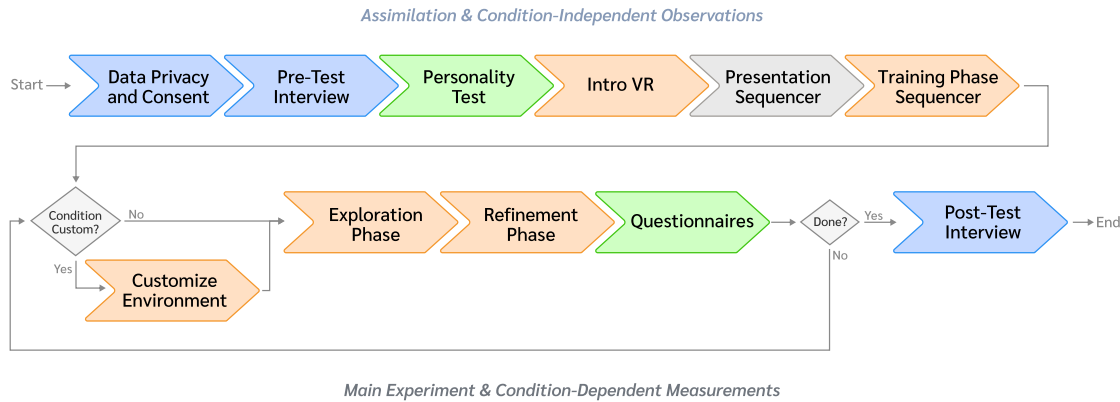 Assimilation & Condition-Independent Observations
Start
Data Privacy
and Consent
Pre-Test
Interview
Personality
Test
Intro VR
Presentation
Sequencer
Training Phase
Sequencer
Condition
Custom?
No
Yes
Customize
Environment
Exploration
Phase
Refinement
Phase
Questionnaires
Done?
Yes
No
Post-Test
Interview
End
Main Experiment & Condition-Dependent Measurements